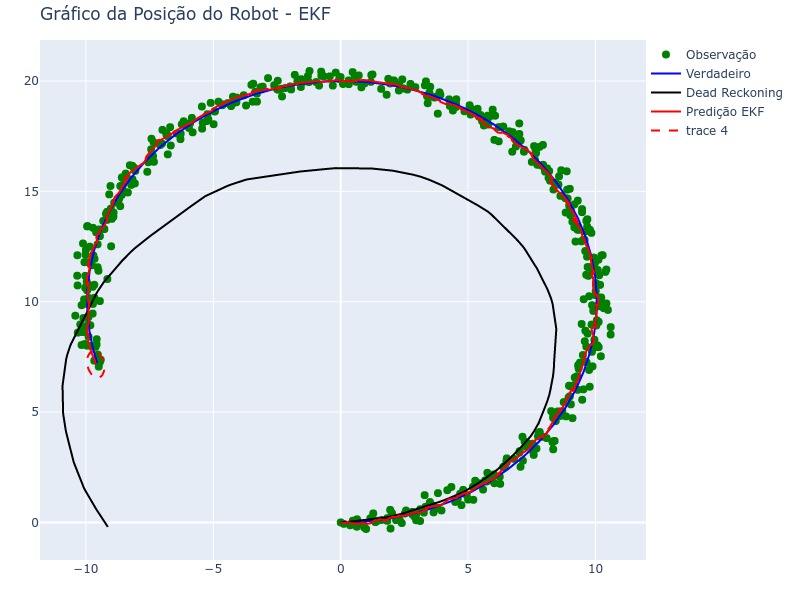 Gráfico da Posição do Robot - EKF
Observação
Verdadeiro
Dead Reckoning
Predição EKF
trace 4
20
15
10
5
0
−10
−5
0
5
10